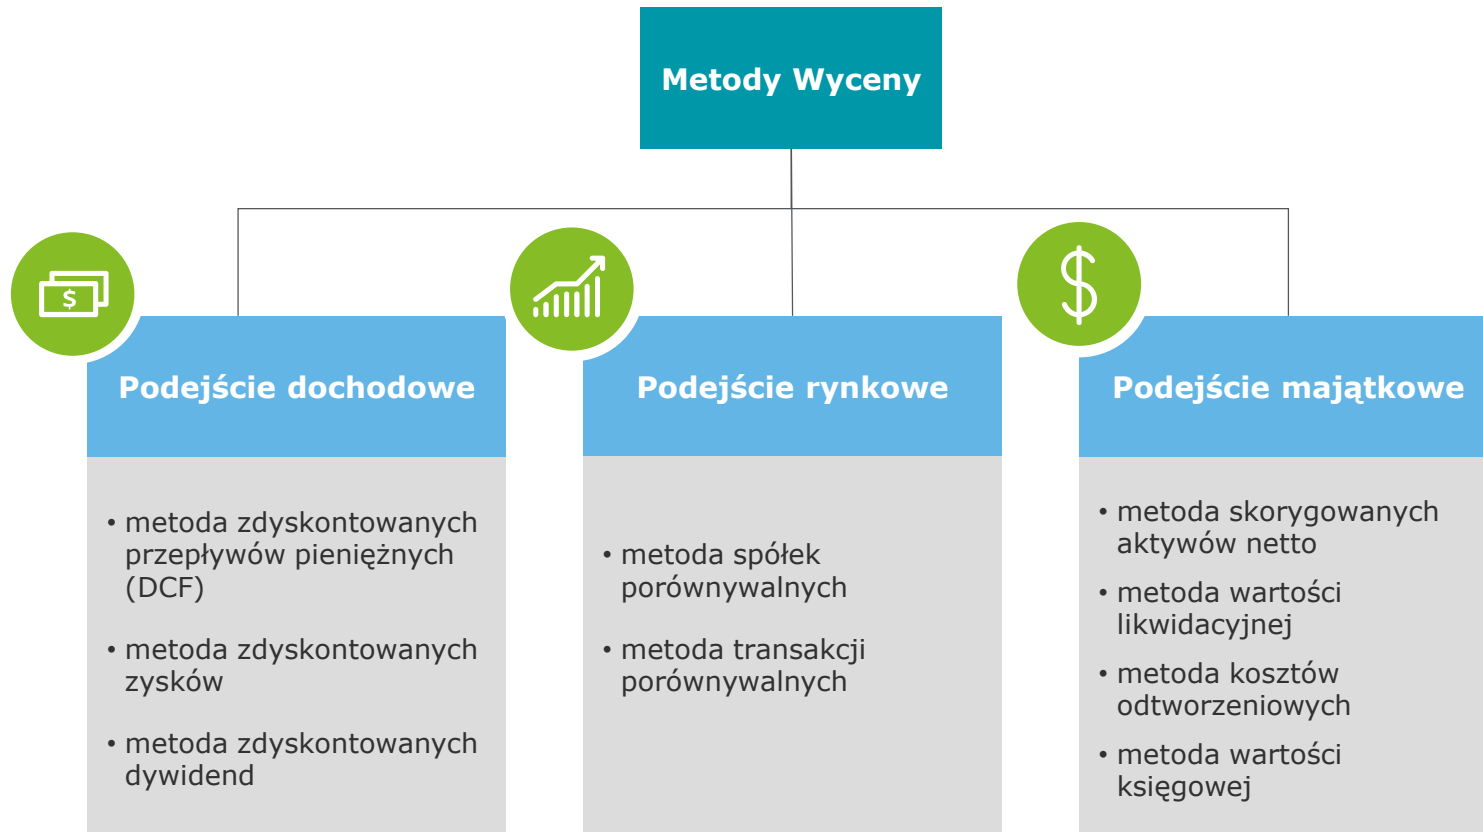 Metody Wyceny
$
Podejście dochodowe
• metoda zdyskontowanych
przepływów pieniężnych
(DCF)
• metoda zdyskontowanych
zysków
• metoda zdyskontowanych
dywidend
Podejście rynkowe
• metoda spółek
porównywalnych
• metoda transakcji
porównywalnych
$
Podejście majątkowe
• metoda skorygowanych
aktywów netto
• metoda wartości
likwidacyjnej
• metoda kosztów
odtworzeniowych
• metoda wartości
księgowej